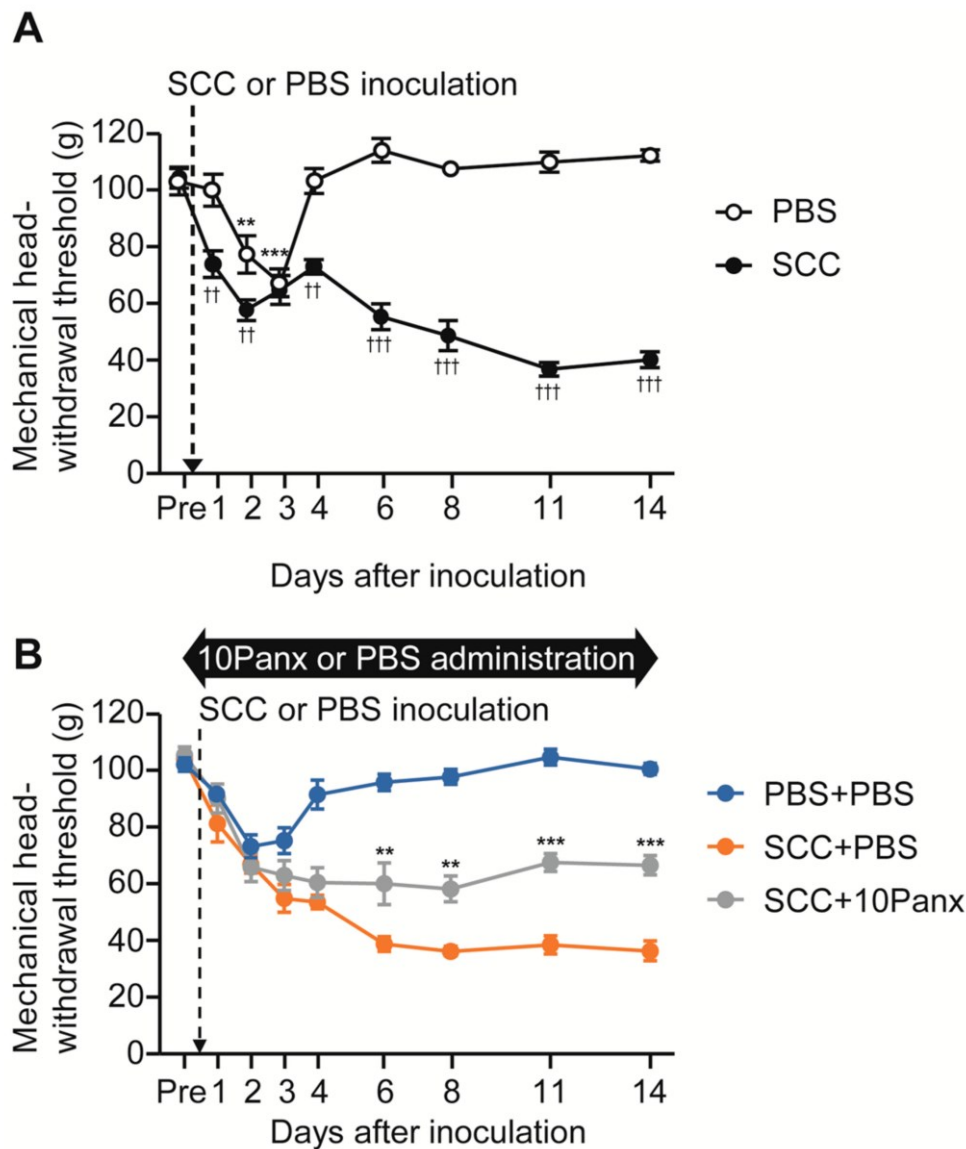 A
SCC or PBS inoculation
Mechanical head-
withdrawal threshold (g)
120
100
80
60
40
20
0
**
***
††
††
††
†††
†††
†††
†††
PBS
SCC
Pre 1 2 3 4 6 8 11 14
Days after inoculation
B
10Panx or PBS administration
SCC or PBS inoculation
Mechanical head-
withdrawal threshold (g)
120
100
80
60
40
20
0
**
**
***
***
PBS+PBS
SCC+PBS
SCC+10Panx
Pre 1 2 3 4 6 8 11 14
Days after inoculation